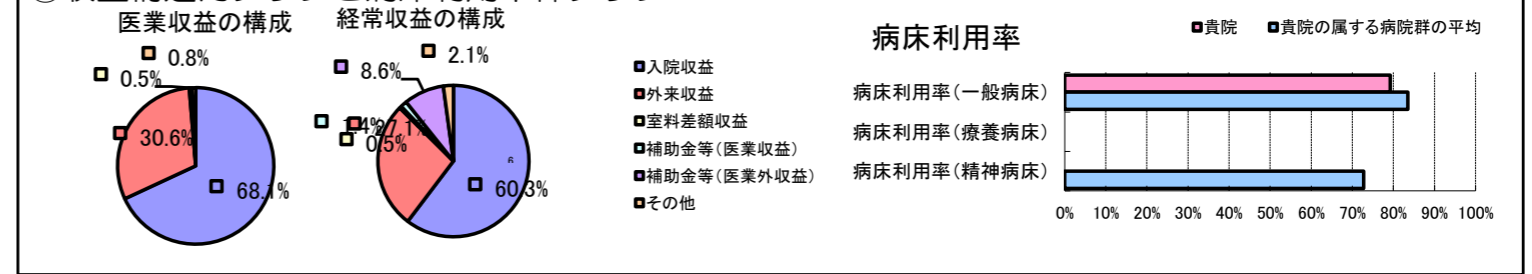 医業収益の構成
0.8%
0.5%
30.6%
68.1%
経常収益の構成
2.1%
8.6%
1.4%
27.1%
0.5%
60.3%
入院収益
外来収益
室料差額収益
補助金等(医業収益)
補助金等(医業外収益)
その他
病床利用率
貴院 貴院の属する病院群の平均
病床利用率(一般病床)
病床利用率(療養病床)
病床利用率(精神病床)
0% 10% 20% 30% 40% 50% 60% 70% 80% 90% 100%